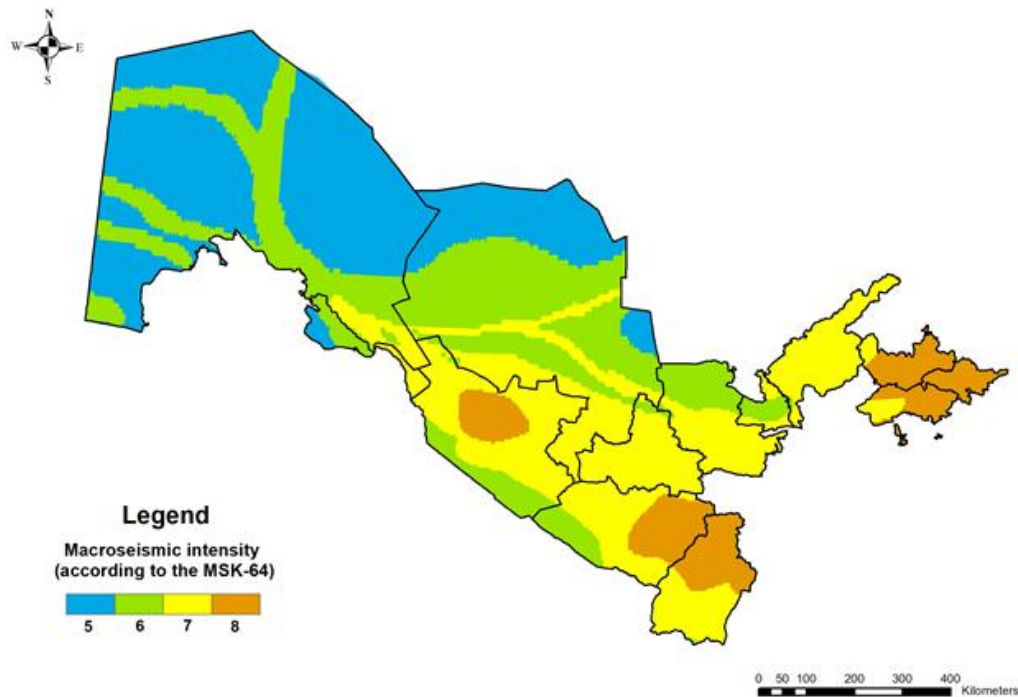 N
W E
S
Legend
Macroseismic intensity
(according to the MSK-64)
5 6 7 8
0 50 100 200 300 400
Kilometers